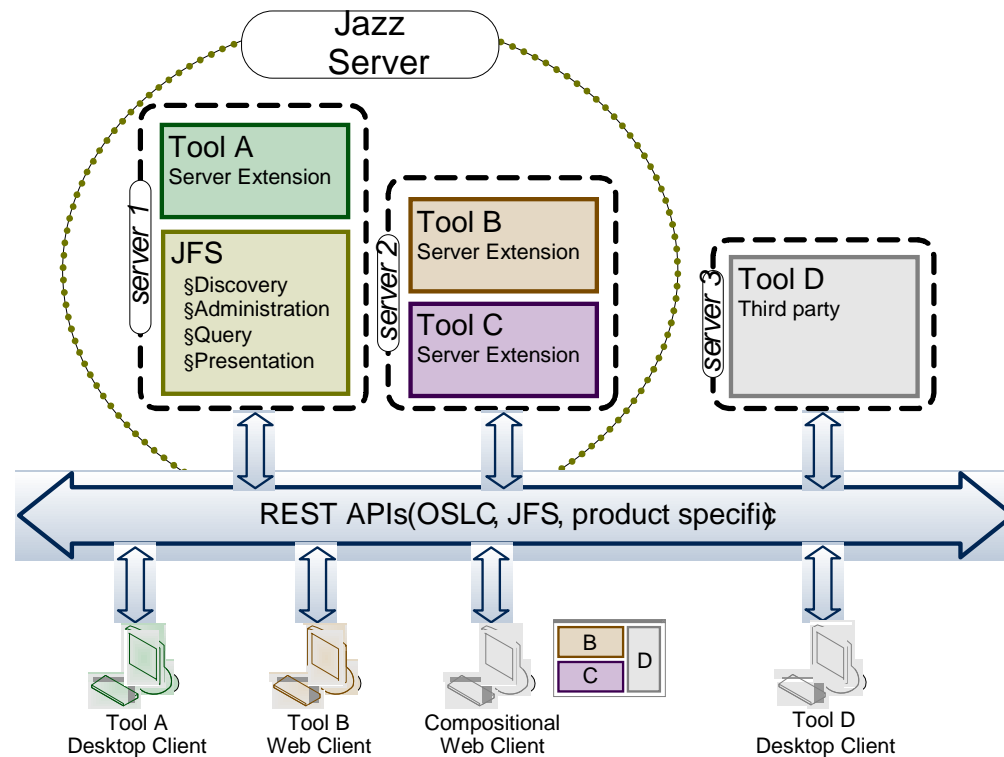 Jazz
Server
server 1
Tool A
Server Extension
JFS
§Discovery
§Administration
§Query
§Presentation
server 2
Tool B
Server Extension
Tool C
Server Extension
server 3
Tool D
Third party
REST APIs(OSLC, JFS, product specific)
B
C
D
Tool A
Desktop Client
Tool B
Web Client
Compositional
Web Client
Tool D
Desktop Client